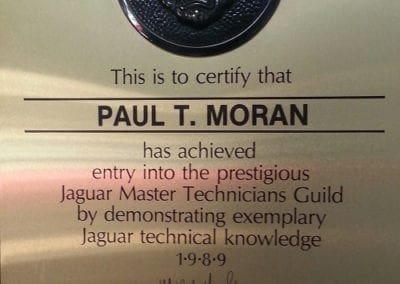 This is to certify that
PAUL T. MORAN
has achieved
entry into the prestigious
Jaguar Master Technicians Guild
by demonstrating exemplary
Jaguar technical knowledge
1·9·8·9